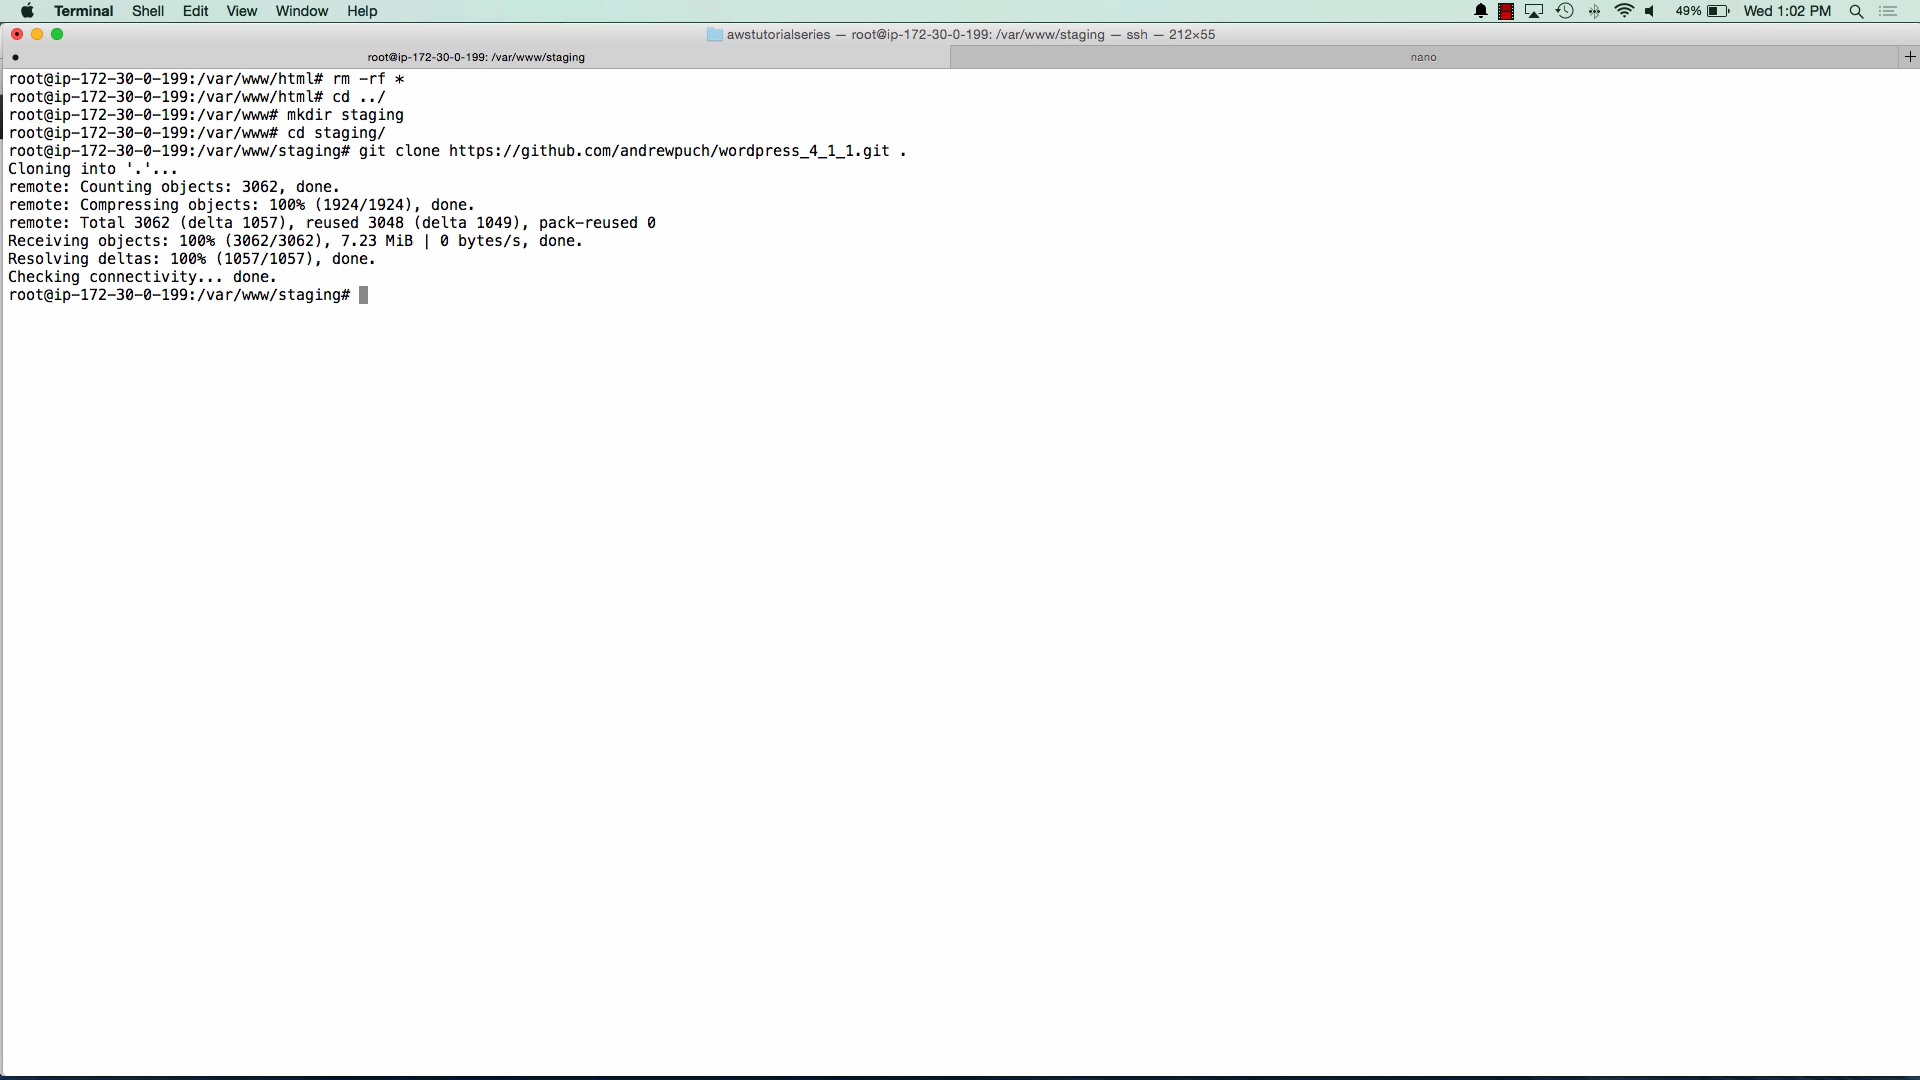 Terminal Shell Edit View Window Help 49% Wed 1:02 PM
awstutorialseries — root@ip-172-30-0-199: /var/www/staging — ssh — 212×55
root@ip-172-30-0-199: /var/www/staging nano +
root@ip-172-30-0-199:/var/www/html# rm -rf *
root@ip-172-30-0-199:/var/www/html# cd ../
root@ip-172-30-0-199:/var/www# mkdir staging
root@ip-172-30-0-199:/var/www# cd staging/
root@ip-172-30-0-199:/var/www/staging# git clone https://github.com/andrewpuch/wordpress_4_1_1.git .
Cloning into '.'...
remote: Counting objects: 3062, done.
remote: Compressing objects: 100% (1924/1924), done.
remote: Total 3062 (delta 1057), reused 3048 (delta 1049), pack-reused 0
Receiving objects: 100% (3062/3062), 7.23 MiB | 0 bytes/s, done.
Resolving deltas: 100% (1057/1057), done.
Checking connectivity... done.
root@ip-172-30-0-199:/var/www/staging#